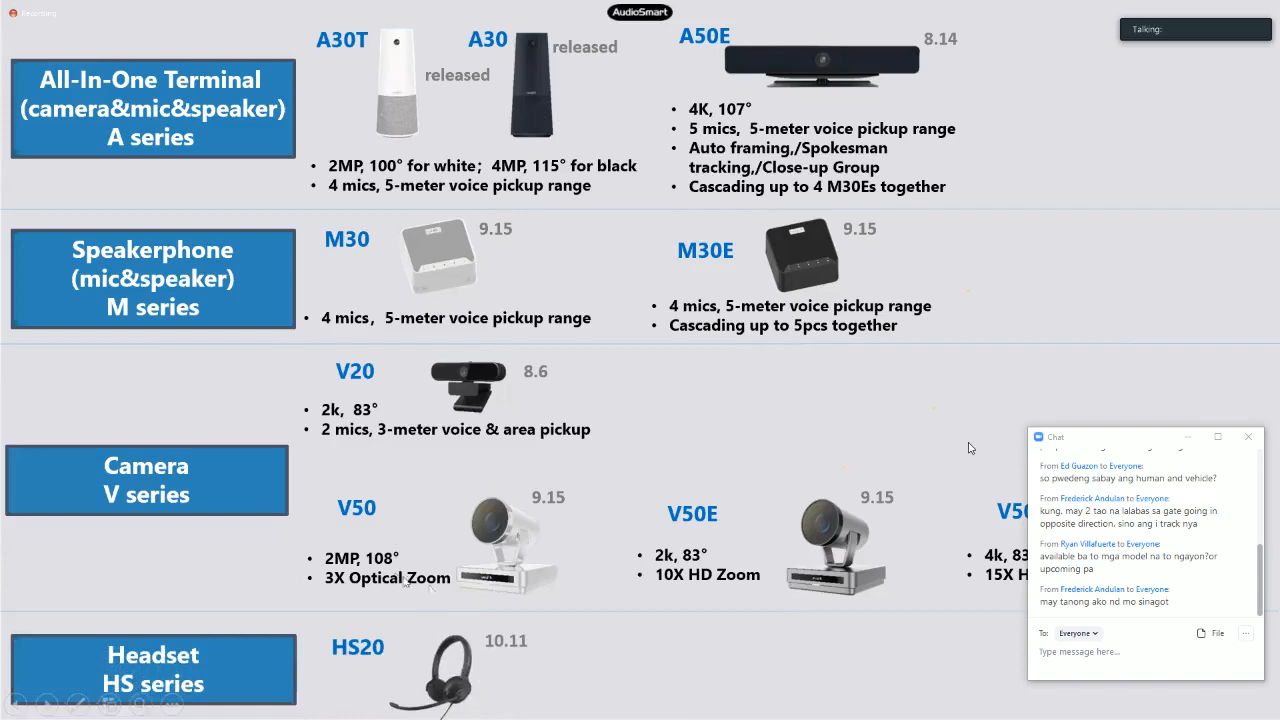 Recording
AudioSmart
Talking:
All-In-One Terminal
(camera&mic&speaker)
A series
A30T
released
A30
released
• 2MP, 100° for white；4MP, 115° for black
• 4 mics, 5-meter voice pickup range
A50E
8.14
• 4K, 107°
• 5 mics, 5-meter voice pickup range
• Auto framing,/Spokesman
tracking,/Close-up Group
• Cascading up to 4 M30Es together
Speakerphone
(mic&speaker)
M series
M30
9.15
• 4 mics，5-meter voice pickup range
M30E
9.15
• 4 mics, 5-meter voice pickup range
• Cascading up to 5pcs together
Camera
V series
V20
8.6
• 2k, 83°
• 2 mics, 3-meter voice & area pickup
V50
9.15
• 2MP, 108°
• 3X Optical Zoom
V50E
9.15
• 2k, 83°
• 10X HD Zoom
V50
• 4k, 83
• 15X H
Headset
HS series
HS20
10.11
Chat
From Ed Guazon to Everyone:
so pwedeng sabay ang human and vehicle?
From Frederick Andulan to Everyone:
kung. may 2 tao na lalabas sa gate going in
opposite direction. sino ang i track nya
From Ryan Villafuerte to Everyone:
available ba to mga model na to ngayon?or
upcoming pa
From Frederick Andulan to Everyone:
may tanong ako nd mo sinagot
To: Everyone
File
Type message here...